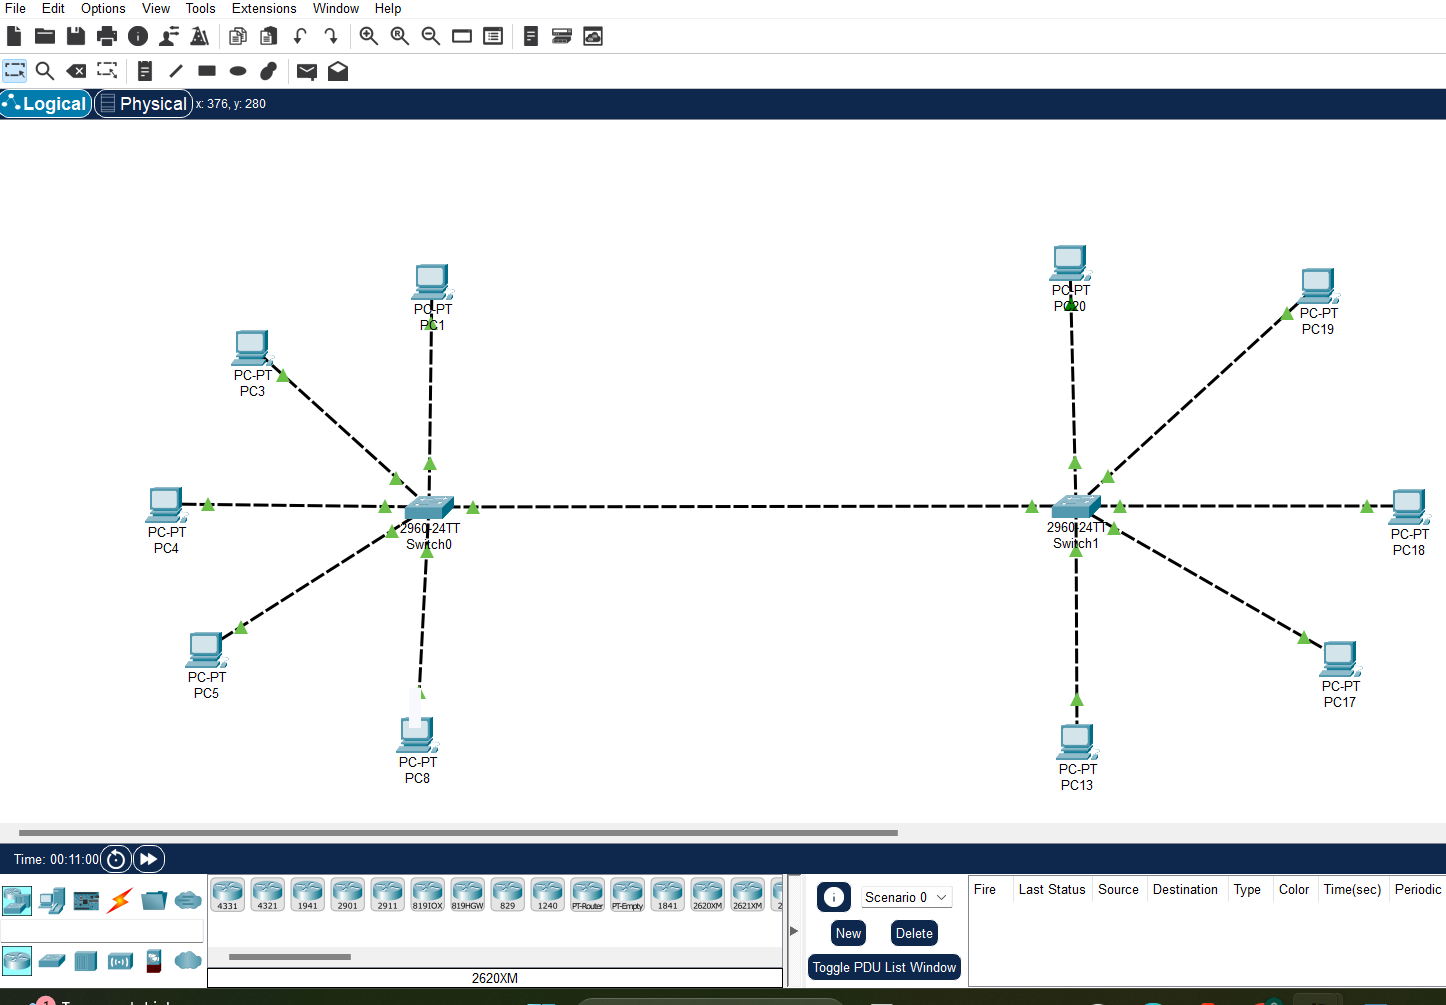 File Edit Options View Tools Extensions Window Help
Logical Physical x: 376, y: 280
PC-PT
PC1
PC-PT
PC3
PC-PT
PC4
PC-PT
PC5
PC-PT
PC8
2960-24TT
Switch0
PC-PT
PC20
PC-PT
PC19
2960-24TT
Switch1
PC-PT
PC18
PC-PT
PC17
PC-PT
PC13
Time: 00:11:00
4331 4321 1941 2901 2911 819IOX 819HGW 829 1240 PT-Router PT-Empty 1841 2620XM 2621XM
2620XM
Scenario 0
New Delete
Toggle PDU List Window
Fire Last Status Source Destination Type Color Time(sec) Periodic